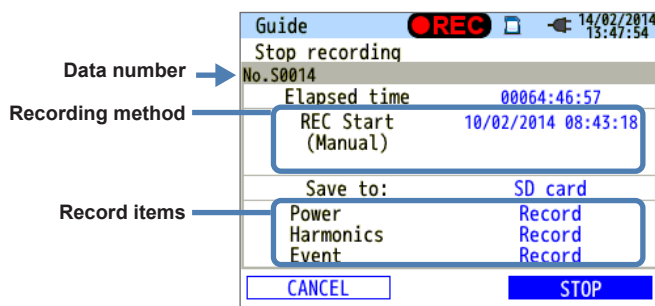 Guide REC 14/02/2014
13:47:54
Stop recording
Data number
No.S0014
Elapsed time 00064:46:57
Recording method
REC Start 10/02/2014 08:43:18
(Manual)
Save to: SD card
Record items
Power Record
Harmonics Record
Event Record
CANCEL STOP